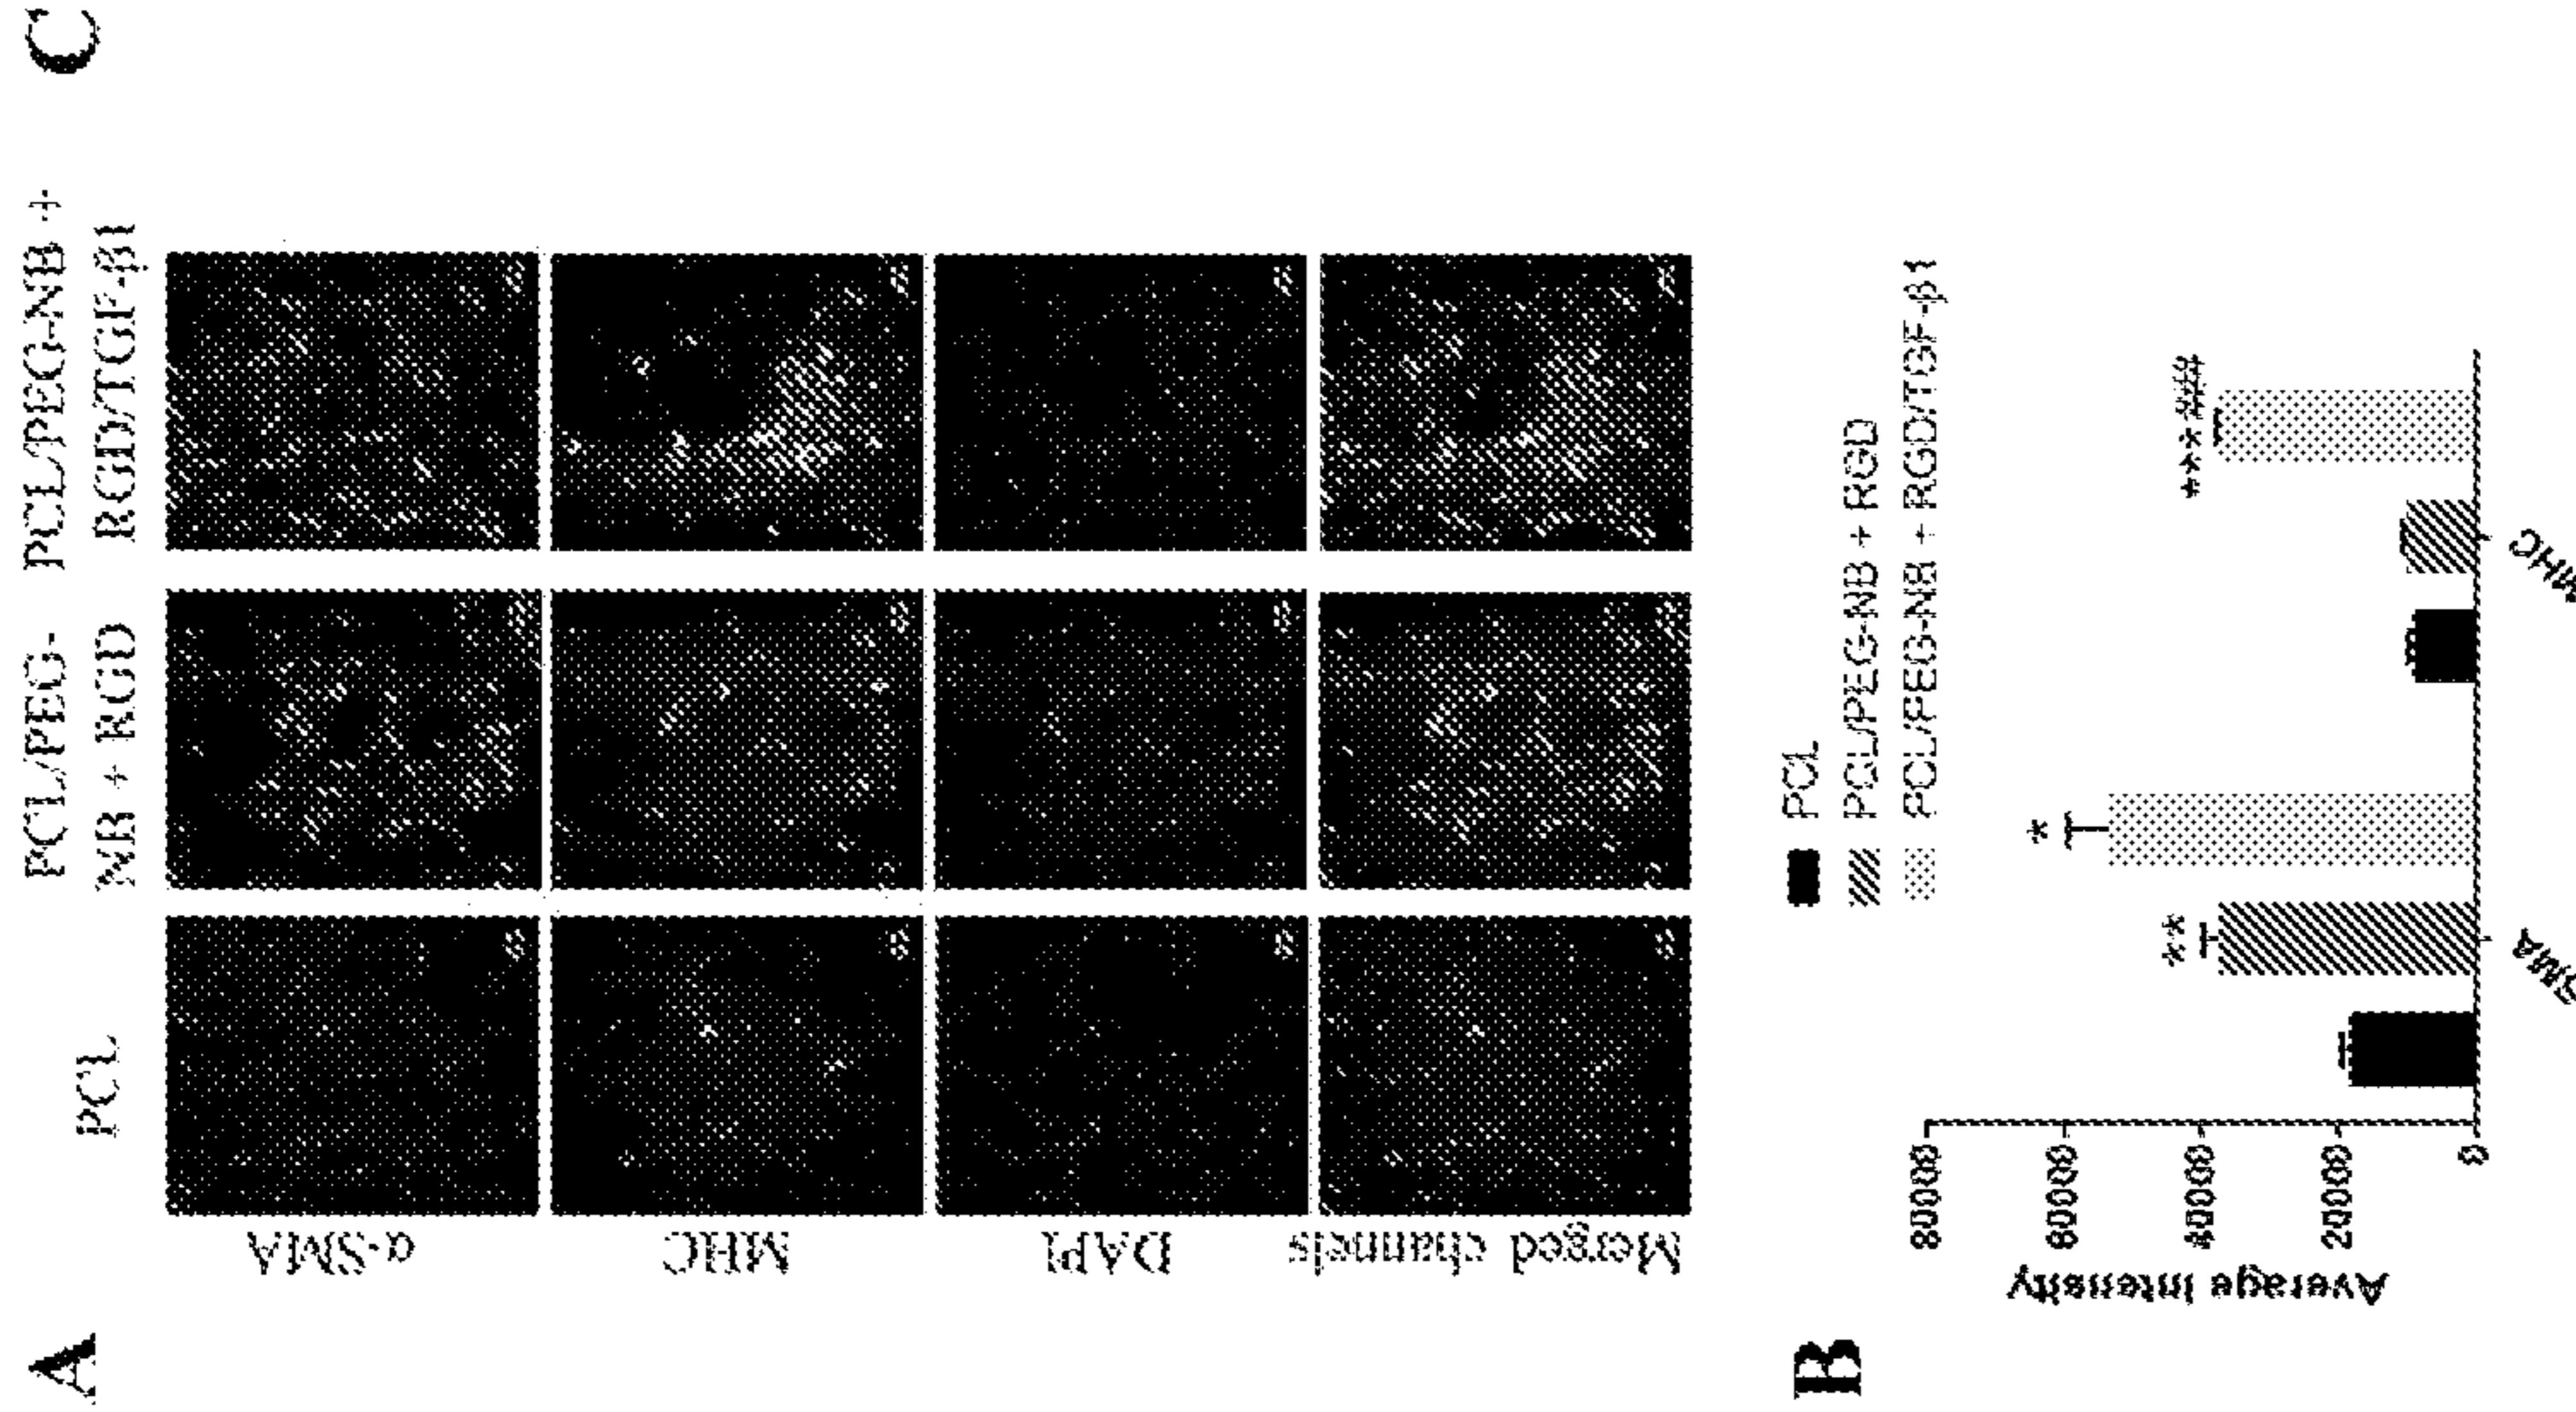 A
C
PCL
PCL/PEG-
NB + RGD
PCL/PEG-NB +
RGD/TGF-β1
α-SMA
MHC
DAPI
Merged channels
B
PCL
PCL/PEG-NB + RGD
PCL/PEG-NB + RGD/TGF-β1
Average Intensity
80000
60000
40000
20000
0
**
*
***##
SMA
MHC